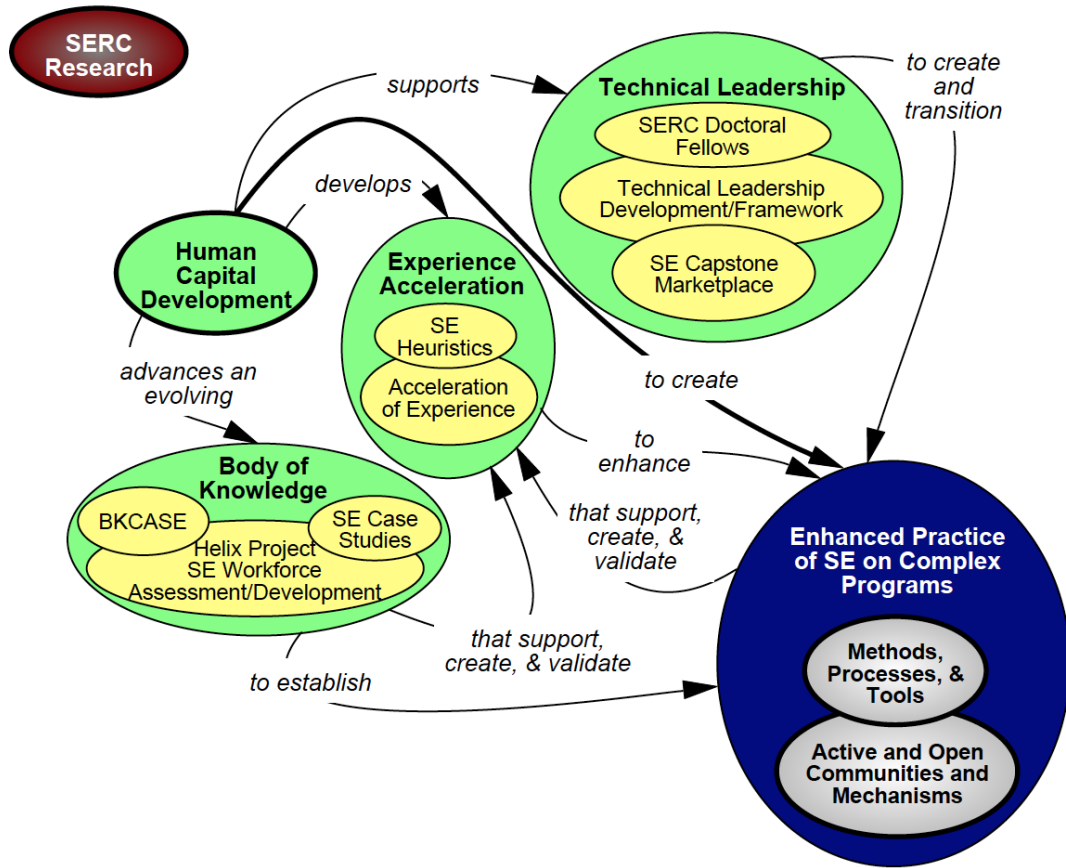 SERC
Research
supports
to create
and
transition
Technical Leadership
SERC Doctoral
Fellows
Technical Leadership
Development/Framework
SE Capstone
Marketplace
develops
Human
Capital
Development
Experience
Acceleration
SE
Heuristics
Acceleration
of Experience
advances an
evolving
to create
to
enhance
Body of
Knowledge
BKCASE
SE Case
Studies
Helix Project
SE Workforce
Assessment/Development
that support,
create, &
validate
Enhanced Practice
of SE on Complex
Programs
that support,
create, & validate
to establish
Methods,
Processes, &
Tools
Active and Open
Communities and
Mechanisms